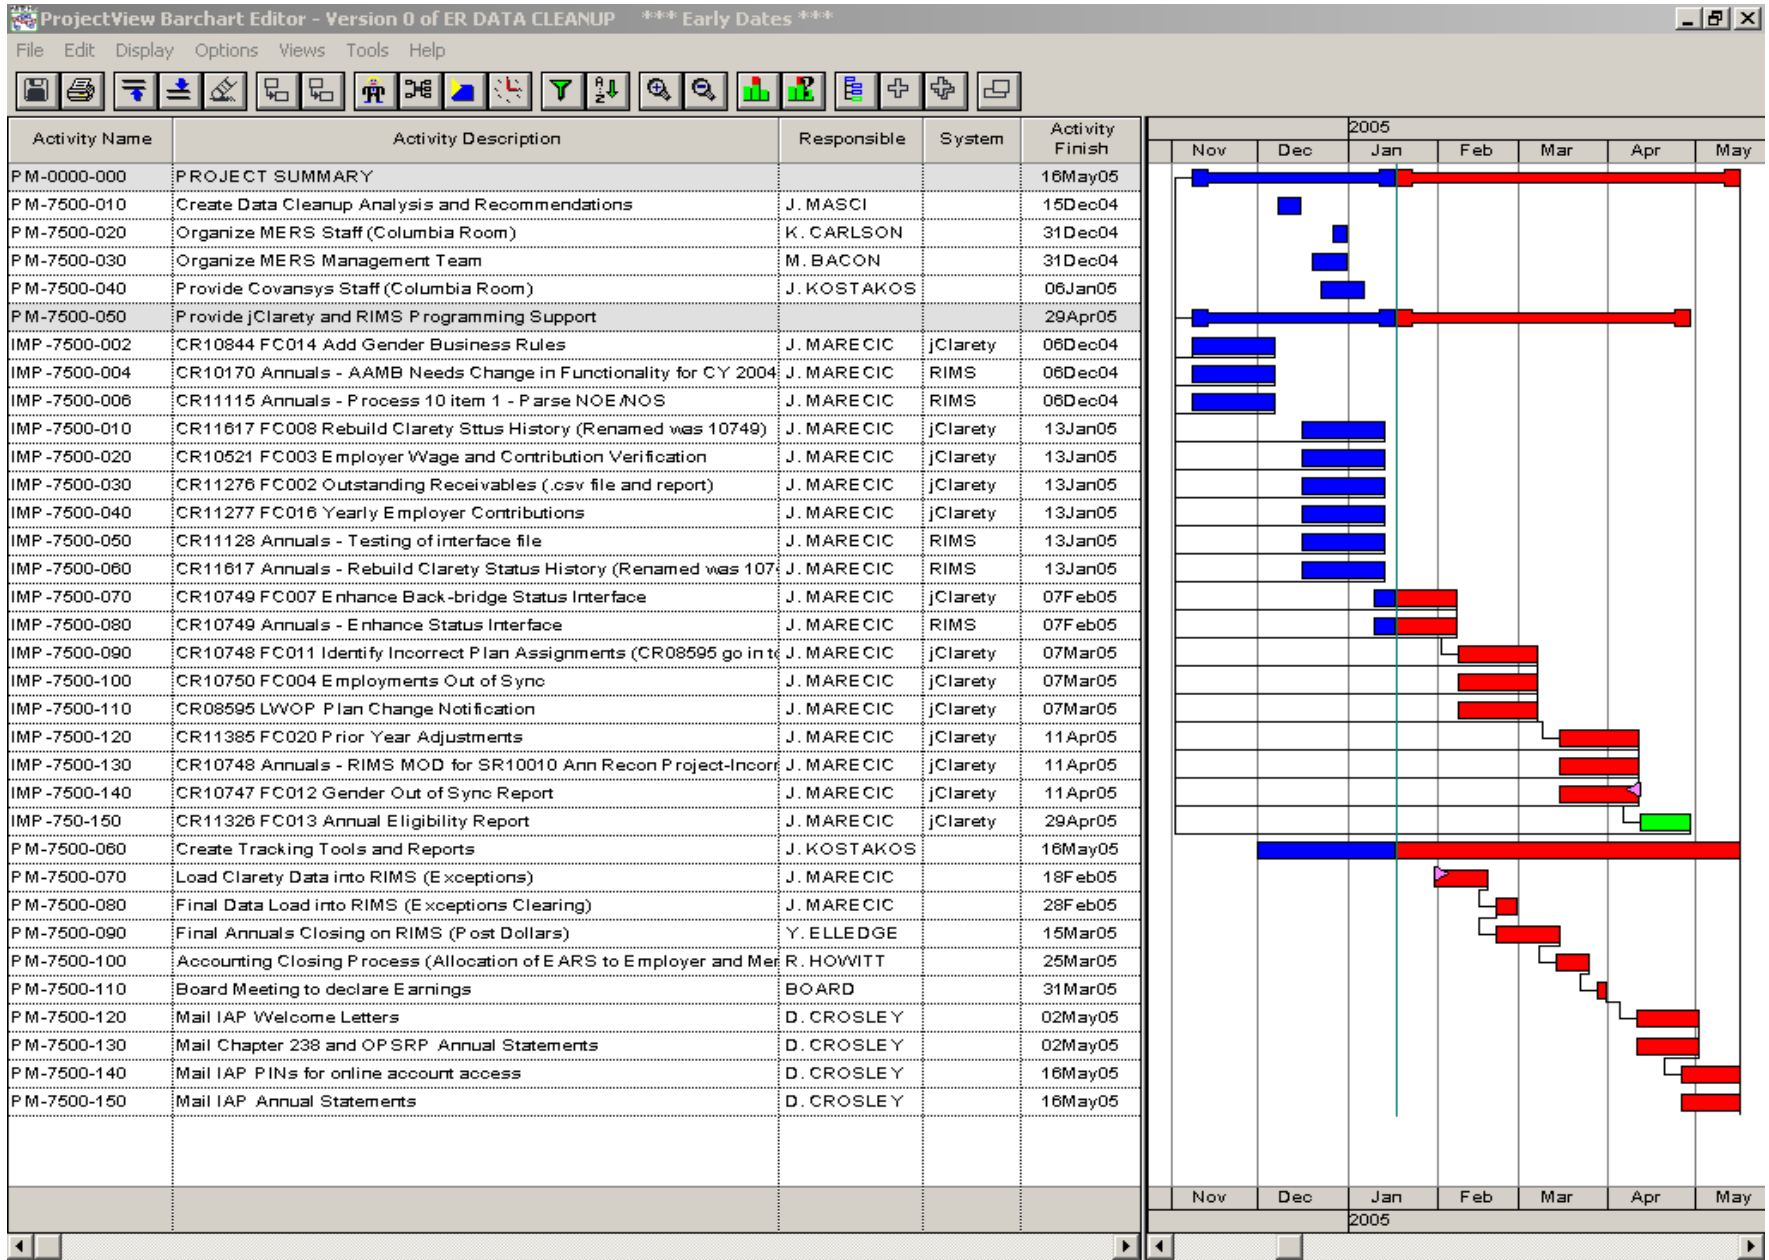 ProjectView Barchart Editor - Version 0 of ER DATA CLEANUP *** Early Dates ***
File Edit Display Options Views Tools Help
Activity Name Activity Description Responsible System Activity Finish
2005
Nov Dec Jan Feb Mar Apr May
PM-0000-000 PROJECT SUMMARY 16May05
PM-7500-010 Create Data Cleanup Analysis and Recommendations J. MASCI 15Dec04
PM-7500-020 Organize MERS Staff (Columbia Room) K. CARLSON 31Dec04
PM-7500-030 Organize MERS Management Team M. BACON 31Dec04
PM-7500-040 Provide Covansys Staff (Columbia Room) J. KOSTAKOS 06Jan05
PM-7500-050 Provide jClarety and RIMS Programming Support 29Apr05
IMP-7500-002 CR10844 FC014 Add Gender Business Rules J. MARECIC jClarety 06Dec04
IMP-7500-004 CR10170 Annuals - AAMB Needs Change in Functionality for CY 2004 J. MARECIC RIMS 06Dec04
IMP-7500-006 CR11115 Annuals - Process 10 item 1 - Parse NOE/NOS J. MARECIC RIMS 06Dec04
IMP-7500-010 CR11617 FC008 Rebuild Clarety Sttus History (Renamed was 10749) J. MARECIC jClarety 13Jan05
IMP-7500-020 CR10521 FC003 Employer Wage and Contribution Verification J. MARECIC jClarety 13Jan05
IMP-7500-030 CR11276 FC002 Outstanding Receivables (.csv file and report) J. MARECIC jClarety 13Jan05
IMP-7500-040 CR11277 FC016 Yearly Employer Contributions J. MARECIC jClarety 13Jan05
IMP-7500-050 CR11128 Annuals - Testing of interface file J. MARECIC RIMS 13Jan05
IMP-7500-060 CR11617 Annuals - Rebuild Clarety Status History (Renamed was 107 J. MARECIC RIMS 13Jan05
IMP-7500-070 CR10749 FC007 Enhance Back-bridge Status Interface J. MARECIC jClarety 07Feb05
IMP-7500-080 CR10749 Annuals - Enhance Status Interface J. MARECIC RIMS 07Feb05
IMP-7500-090 CR10748 FC011 Identify Incorrect Plan Assignments (CR08595 go in to J. MARECIC jClarety 07Mar05
IMP-7500-100 CR10750 FC004 Employments Out of Sync J. MARECIC jClarety 07Mar05
IMP-7500-110 CR08595 LWOP Plan Change Notification J. MARECIC jClarety 07Mar05
IMP-7500-120 CR11385 FC020 Prior Year Adjustments J. MARECIC jClarety 11Apr05
IMP-7500-130 CR10748 Annuals - RIMS MOD for SR10010 Ann Recon Project-Incorr J. MARECIC jClarety 11Apr05
IMP-7500-140 CR10747 FC012 Gender Out of Sync Report J. MARECIC jClarety 11Apr05
IMP-750-150 CR11326 FC013 Annual Eligibility Report J. MARECIC jClarety 29Apr05
PM-7500-060 Create Tracking Tools and Reports J. KOSTAKOS 16May05
PM-7500-070 Load Clarety Data into RIMS (Exceptions) J. MARECIC 18Feb05
PM-7500-080 Final Data Load into RIMS (Exceptions Clearing) J. MARECIC 28Feb05
PM-7500-090 Final Annuals Closing on RIMS (Post Dollars) Y. ELLEDGE 15Mar05
PM-7500-100 Accounting Closing Process (Allocation of EARS to Employer and Mer R. HOWITT 25Mar05
PM-7500-110 Board Meeting to declare Earnings BOARD 31Mar05
PM-7500-120 Mail IAP Welcome Letters D. CROSLEY 02May05
PM-7500-130 Mail Chapter 238 and OPSRP Annual Statements D. CROSLEY 02May05
PM-7500-140 Mail IAP PINs for online account access D. CROSLEY 16May05
PM-7500-150 Mail IAP Annual Statements D. CROSLEY 16May05
Nov Dec Jan Feb Mar Apr May
2005